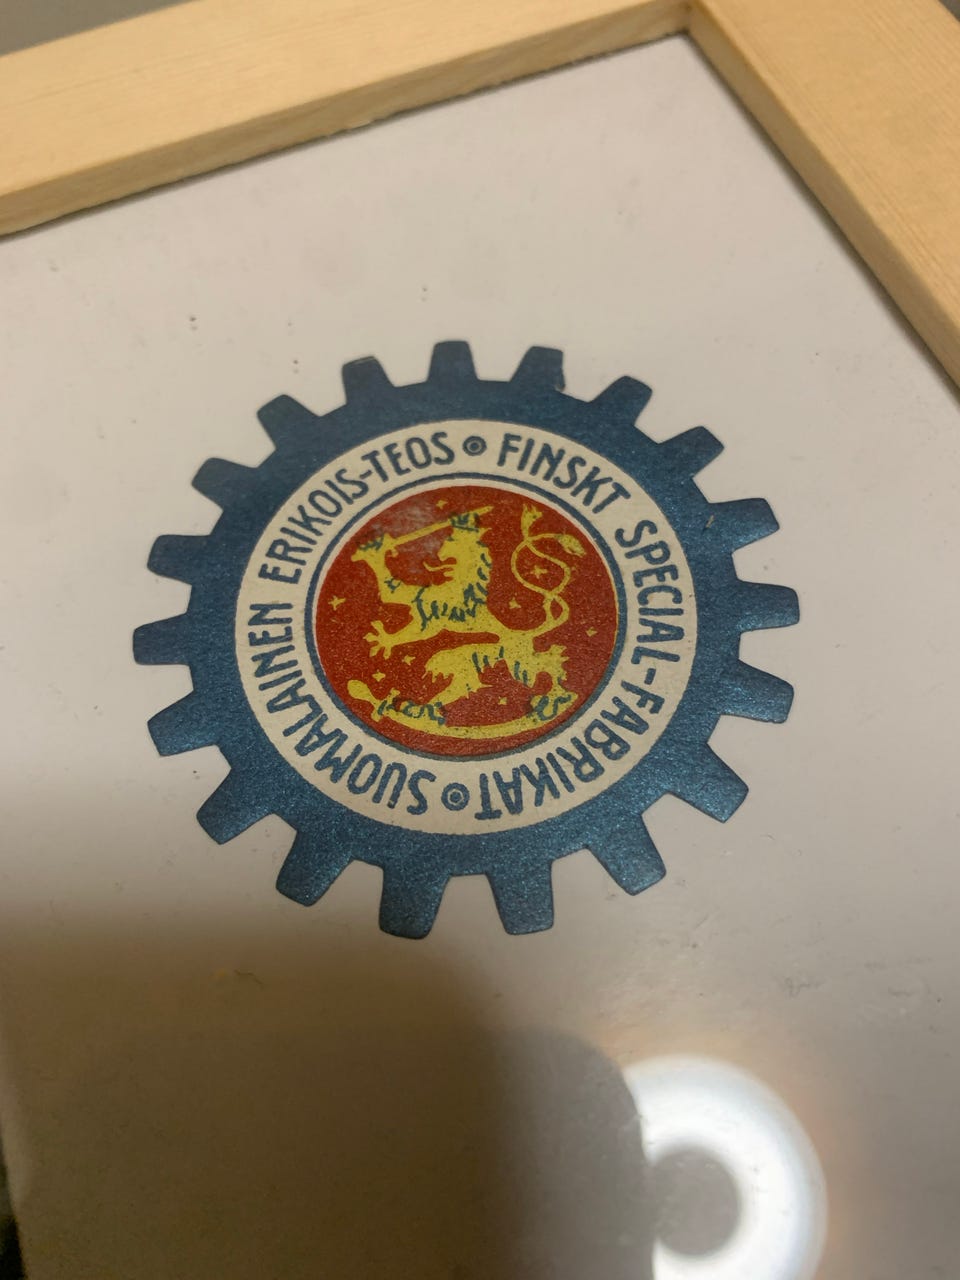 SUOMALAINEN ERIKOIS-TEOS
FINSKT SPECIAL-FABRIKAT